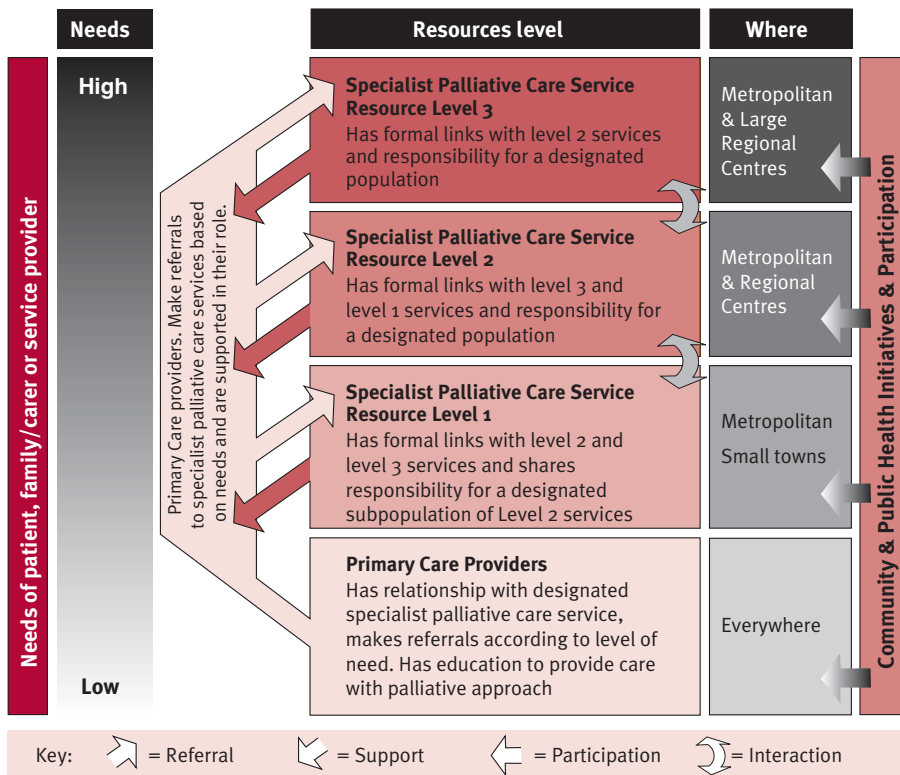 Needs
Resources level
Where
Needs of patient, family/carer or service provider
High
Low
Primary Care providers. Make referrals
to specialist palliative care services based
on needs and are supported in their role.
Specialist Palliative Care Service
Resource Level 3
Has formal links with level 2 services
and responsibility for a designated
population
Metropolitan
& Large
Regional
Centres
Specialist Palliative Care Service
Resource Level 2
Has formal links with level 3 and
level 1 services and responsibility for
a designated population
Metropolitan
& Regional
Centres
Specialist Palliative Care Service
Resource Level 1
Has formal links with level 2 and
level 3 services and shares
responsibility for a designated
subpopulation of Level 2 services
Metropolitan
Small towns
Primary Care Providers
Has relationship with designated
specialist palliative care service,
makes referrals according to level of
need. Has education to provide care
with palliative approach
Everywhere
Community & Public Health Initiatives & Participation
Key: = Referral = Support = Participation = Interaction